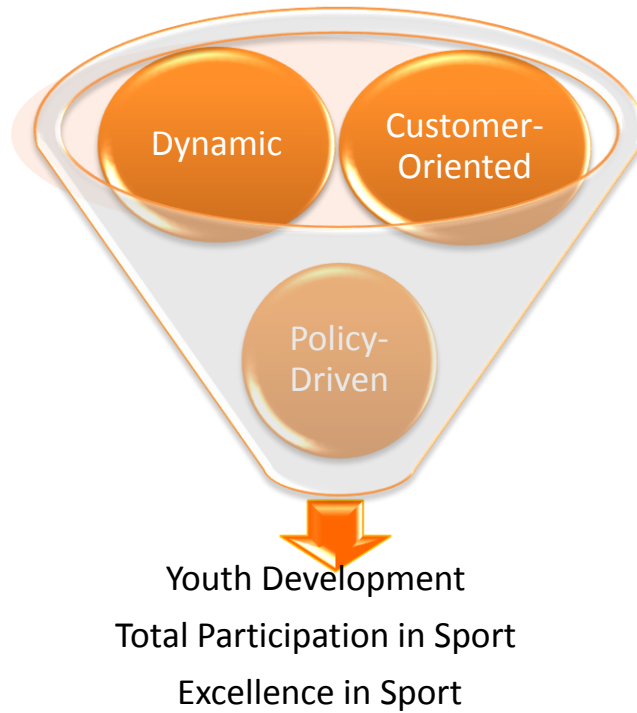 Dynamic
Customer-
Oriented
Policy-
Driven
Youth Development
Total Participation in Sport
Excellence in Sport